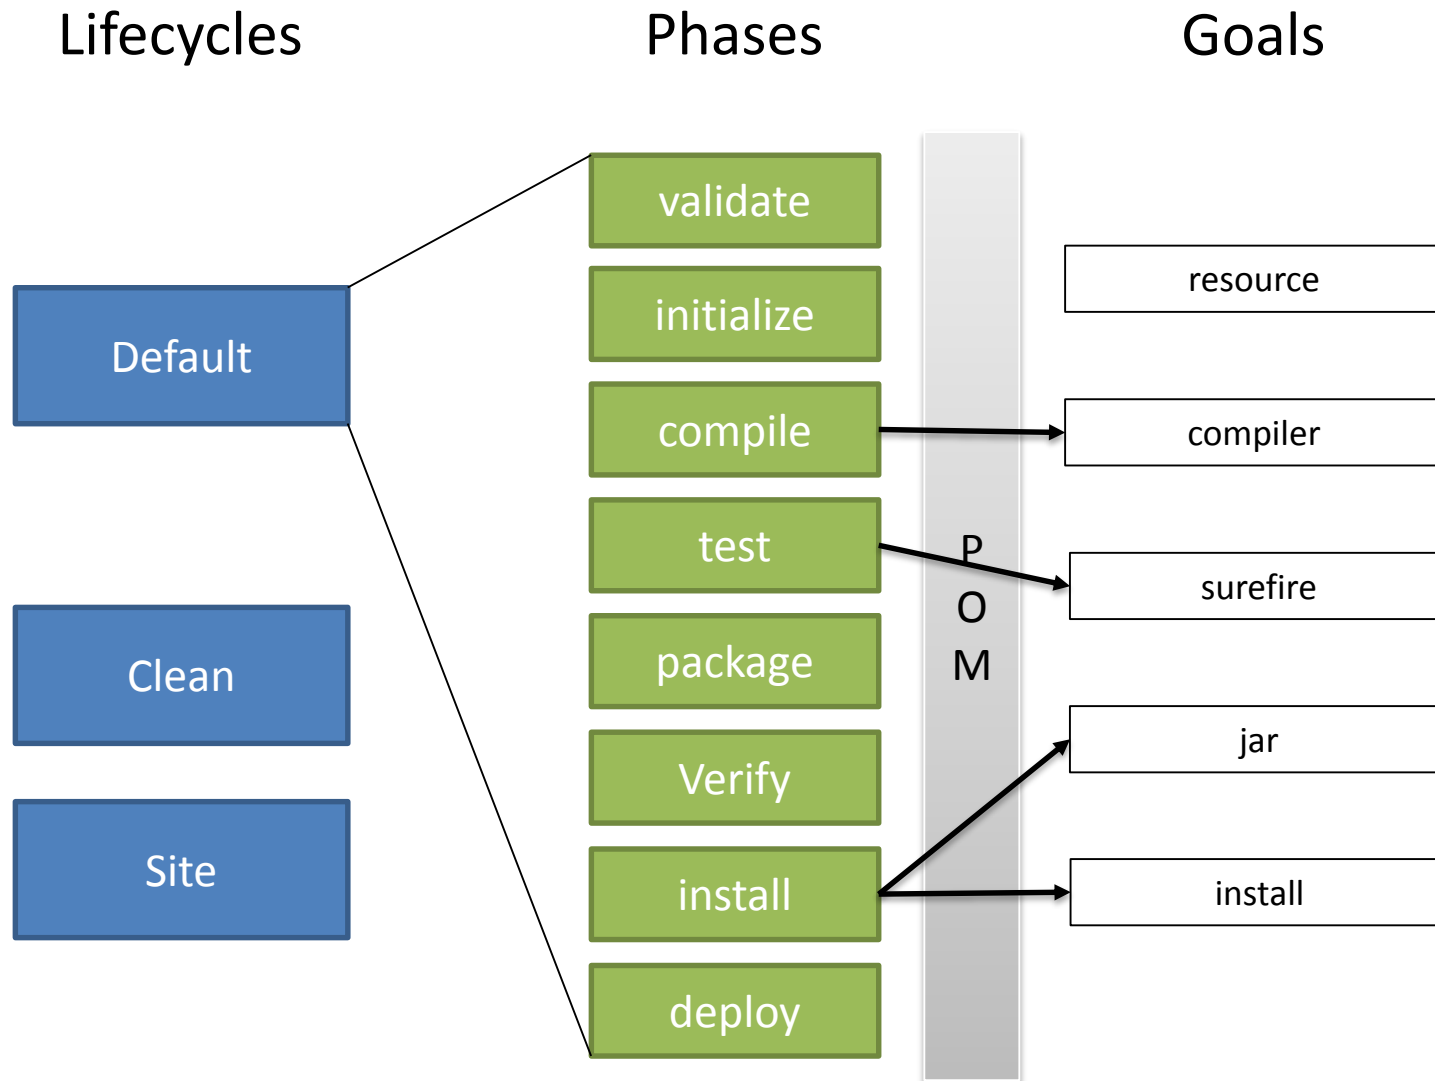 Lifecycles
Phases
Goals
Default
Clean
Site
validate
initialize
compile
test
package
Verify
install
deploy
P
O
M
resource
compiler
surefire
jar
install